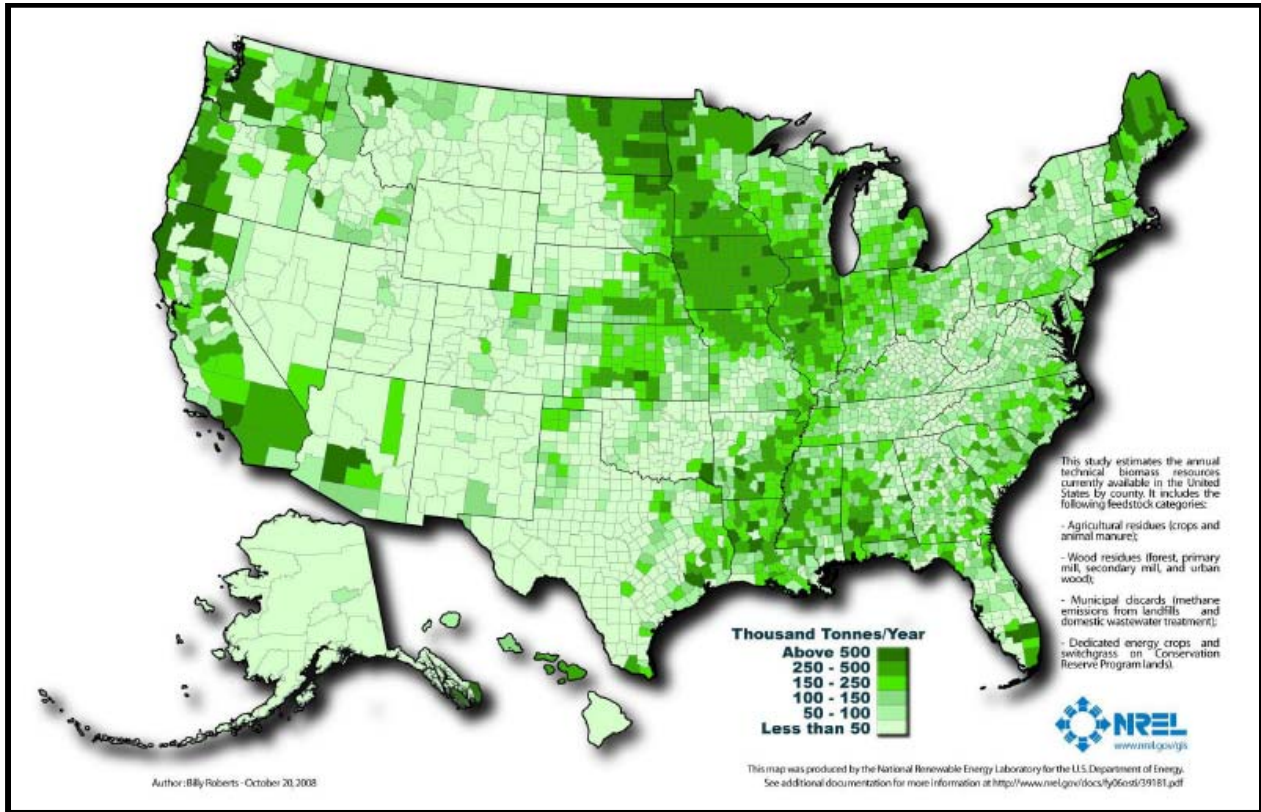 This study estimates the annual
technical biomass resources
currently available in the United
States by county. It includes the
following feedstock categories:
- Agricultural residues (crops and
animal manure);
- Wood residues (forest, primary
mill, secondary mill, and urban
wood);
- Municipal discards (methane
emissions from landfills and
domestic wastewater treatment);
- Dedicated energy crops and
switchgrass on Conservation
Reserve Program lands).
Thousand Tonnes/Year
Above 500
250 - 500
150 - 250
100 - 150
50 - 100
Less than 50
NREL
www.nrel.gov/gis
Author: Billy Roberts - October 20, 2008
This map was produced by the National Renewable Energy Laboratory for the U.S. Department of Energy.
See additional documentation for more information at http://www.nrel.gov/docs/fy06osti/39181.pdf